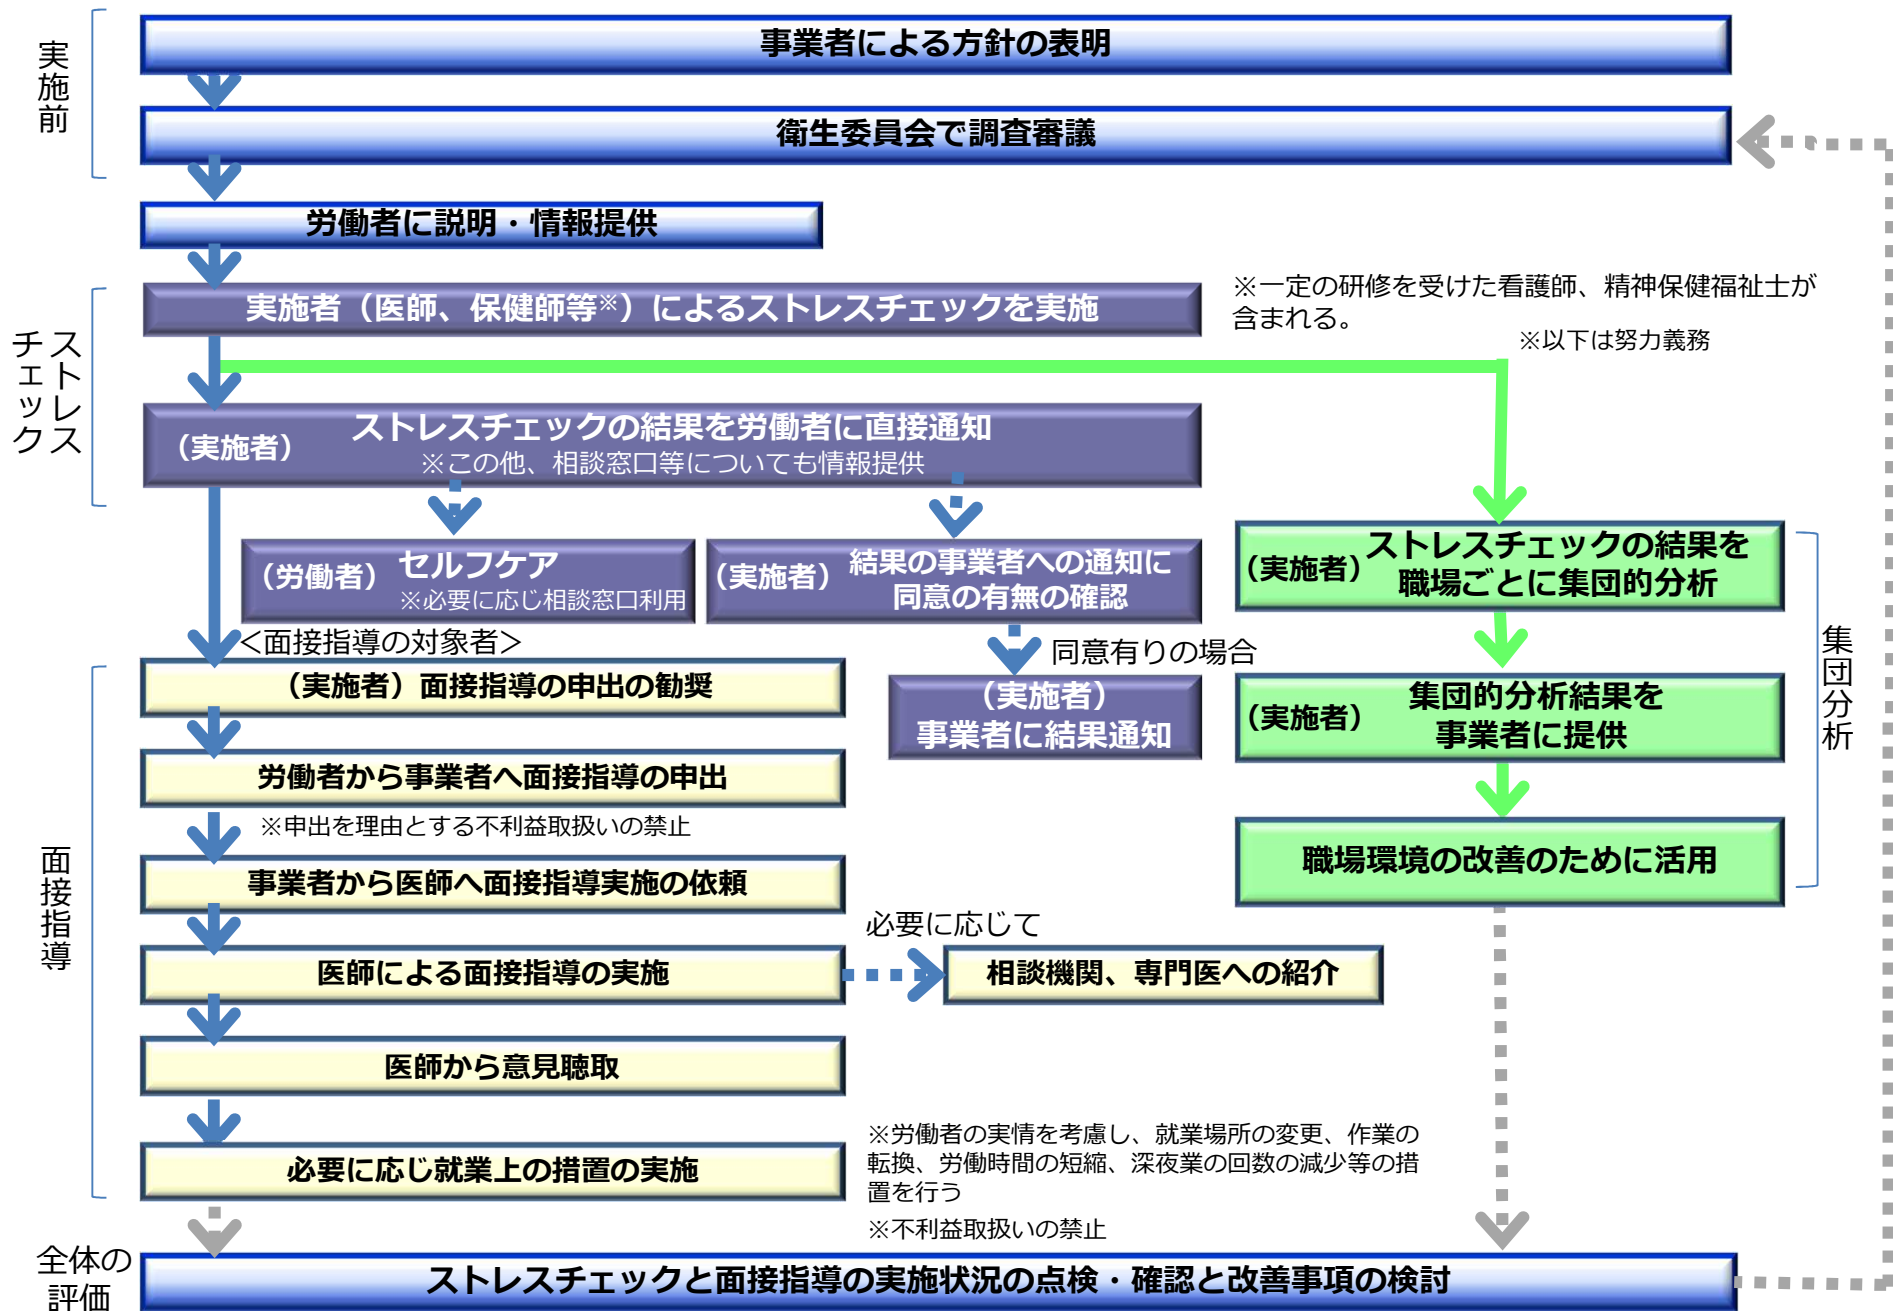 実施前
事業者による方針の表明
衛生委員会で調査審議
労働者に説明・情報提供
ストレス
チェック
実施者（医師、保健師等※）によるストレスチェックを実施
※一定の研修を受けた看護師、精神保健福祉士が
含まれる。
※以下は努力義務
（実施者）
ストレスチェックの結果を労働者に直接通知
※この他、相談窓口等についても情報提供
（労働者）
セルフケア
※必要に応じ相談窓口利用
（実施者）
結果の事業者への通知に
同意の有無の確認
同意有りの場合
（実施者）
事業者に結果通知
集団分析
（実施者）
ストレスチェックの結果を
職場ごとに集団的分析
（実施者）
集団的分析結果を
事業者に提供
職場環境の改善のために活用
面接指導
＜面接指導の対象者＞
（実施者）面接指導の申出の勧奨
労働者から事業者へ面接指導の申出
※申出を理由とする不利益取扱いの禁止
事業者から医師へ面接指導実施の依頼
医師による面接指導の実施
必要に応じて
相談機関、専門医への紹介
医師から意見聴取
必要に応じ就業上の措置の実施
※労働者の実情を考慮し、就業場所の変更、作業の
転換、労働時間の短縮、深夜業の回数の減少等の措
置を行う
※不利益取扱いの禁止
全体の
評価
ストレスチェックと面接指導の実施状況の点検・確認と改善事項の検討